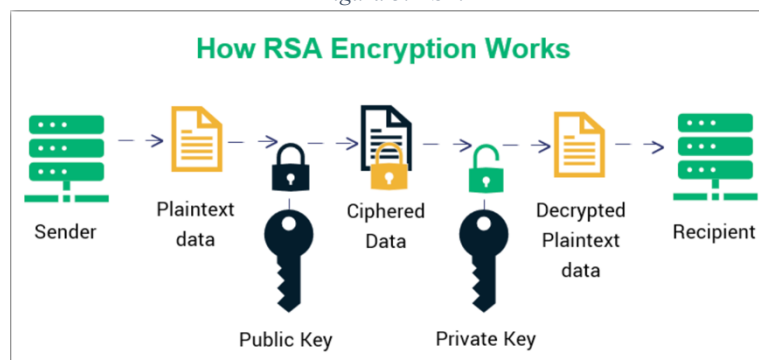 How RSA Encryption Works
Sender
Plaintext
data
Ciphered
Data
Decrypted
Plaintext
data
Recipient
Public Key
Private Key